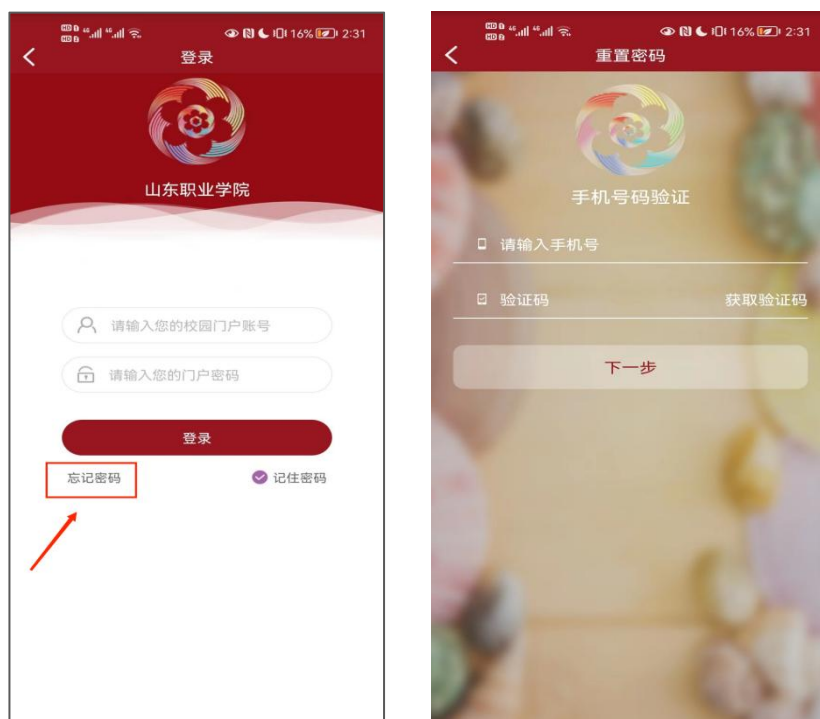 16% 2:31
登录
山东职业学院
请输入您的校园门户账号
请输入您的门户密码
登录
忘记密码
记住密码
16% 2:31
重置密码
手机号码验证
请输入手机号
验证码 获取验证码
下一步